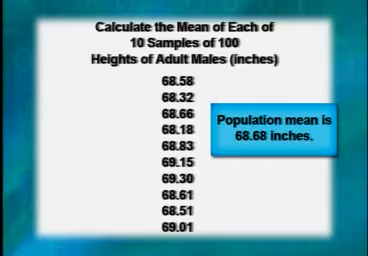 Calculate the Mean of Each of
10 Samples of 100
Heights of Adult Males (inches)
68.58
68.32
68.66
68.18
68.83
69.15
69.30
68.61
68.51
69.01
Population mean is
68.68 inches.